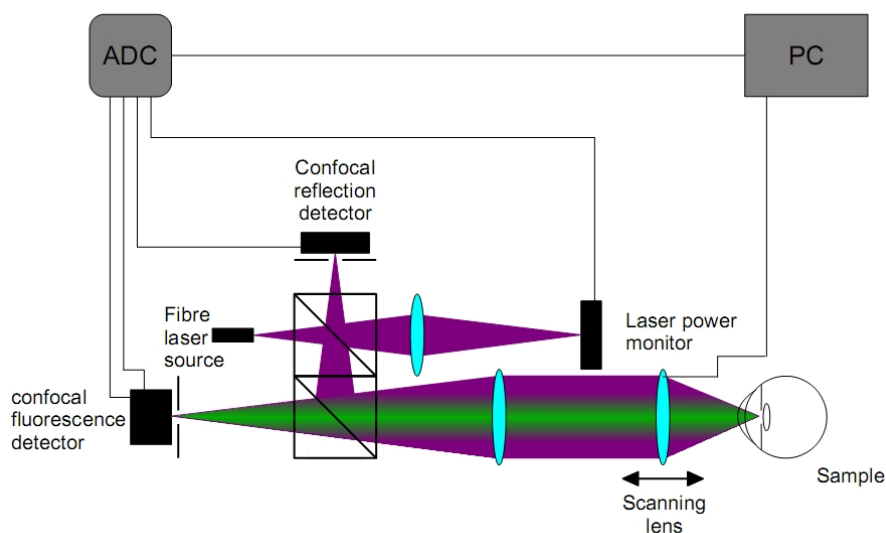 ADC
PC
Confocal
reflection
detector
Fibre
laser
source
Laser power
monitor
confocal
fluorescence
detector
Scanning
lens
Sample